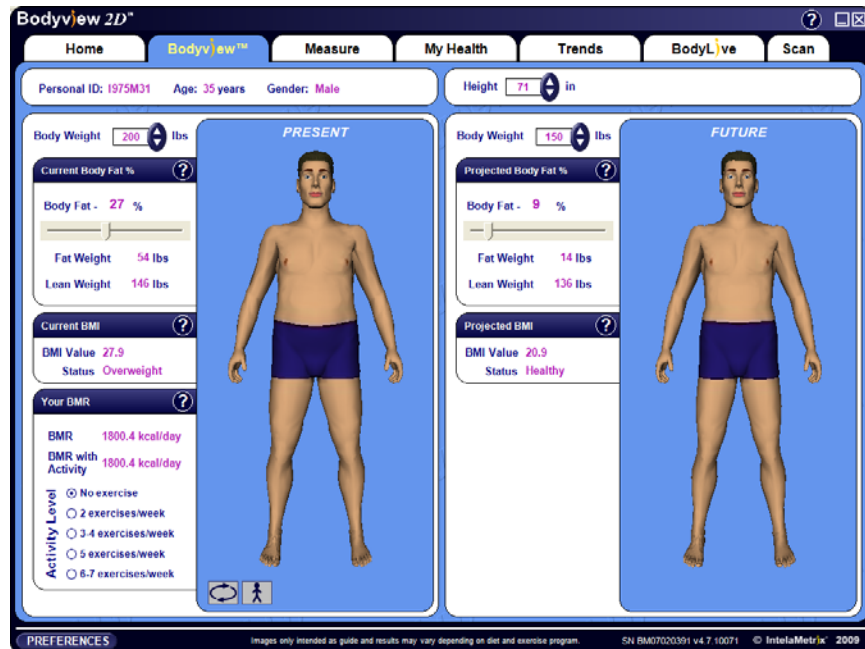 Bodyview 2D™
?
Home Bodyview™ Measure My Health Trends BodyLive Scan
Personal ID: I975M31 Age: 35 years Gender: Male
Height 71 in
Body Weight 200 lbs
PRESENT
Current Body Fat % ?
Body Fat - 27 %
Fat Weight 54 lbs
Lean Weight 146 lbs
Current BMI ?
BMI Value 27.9
Status Overweight
Your BMR ?
BMR 1800.4 kcal/day
BMR with Activity 1800.4 kcal/day
Activity Level
No exercise
2 exercises/week
3-4 exercises/week
5 exercises/week
6-7 exercises/week
Body Weight 150 lbs
FUTURE
Projected Body Fat % ?
Body Fat - 9 %
Fat Weight 14 lbs
Lean Weight 136 lbs
Projected BMI ?
BMI Value 20.9
Status Healthy
PREFERENCES
Images only intended as guide and results may vary depending on diet and exercise program.
SN BM07020391 v4.7.10071 © IntelaMetrix 2009